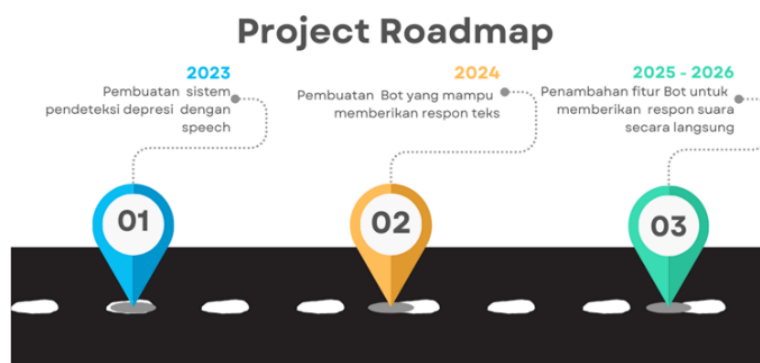 Project Roadmap
2023
Pembuatan sistem
pendeteksi depresi dengan
speech
2024
Pembuatan Bot yang mampu
memberikan respon teks
2025 - 2026
Penambahan fitur Bot untuk
memberikan respon suara
secara langsung
01
02
03